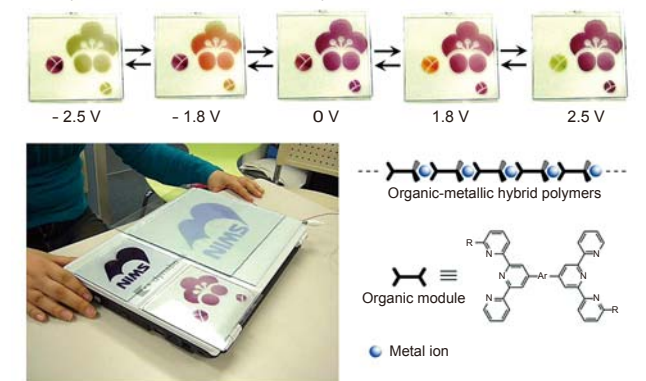 - 2.5 V
- 1.8 V
0 V
1.8 V
2.5 V
NIMS
NIMS
Organic-metallic hybrid polymers
Organic module
R
N
N
N
Ar
N
N
N
R
Metal ion